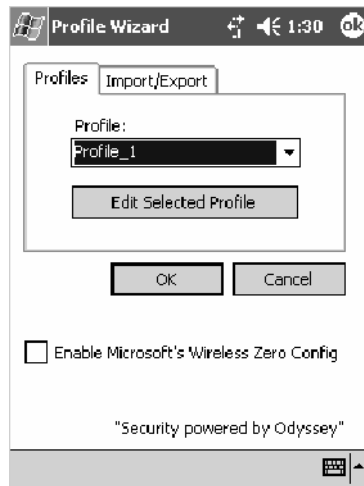 Profile Wizard 1:30 ok
Profiles Import/Export
Profile:
Profile_1
Edit Selected Profile
OK Cancel
Enable Microsoft's Wireless Zero Config
"Security powered by Odyssey"